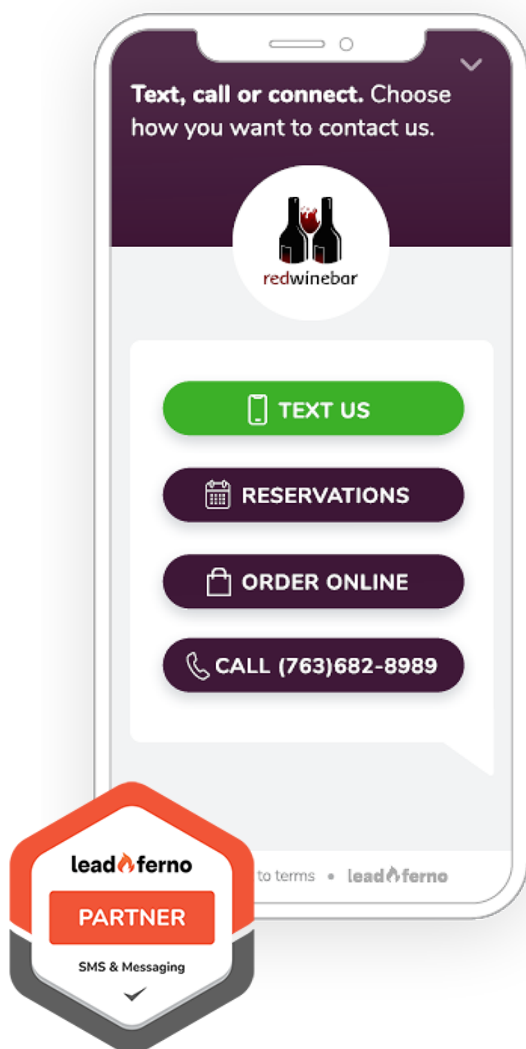 Text, call or connect. Choose
how you want to contact us.
redwinebar
TEXT US
RESERVATIONS
ORDER ONLINE
CALL (763)682-8989
to terms • leadferno
leadferno
PARTNER
SMS & Messaging